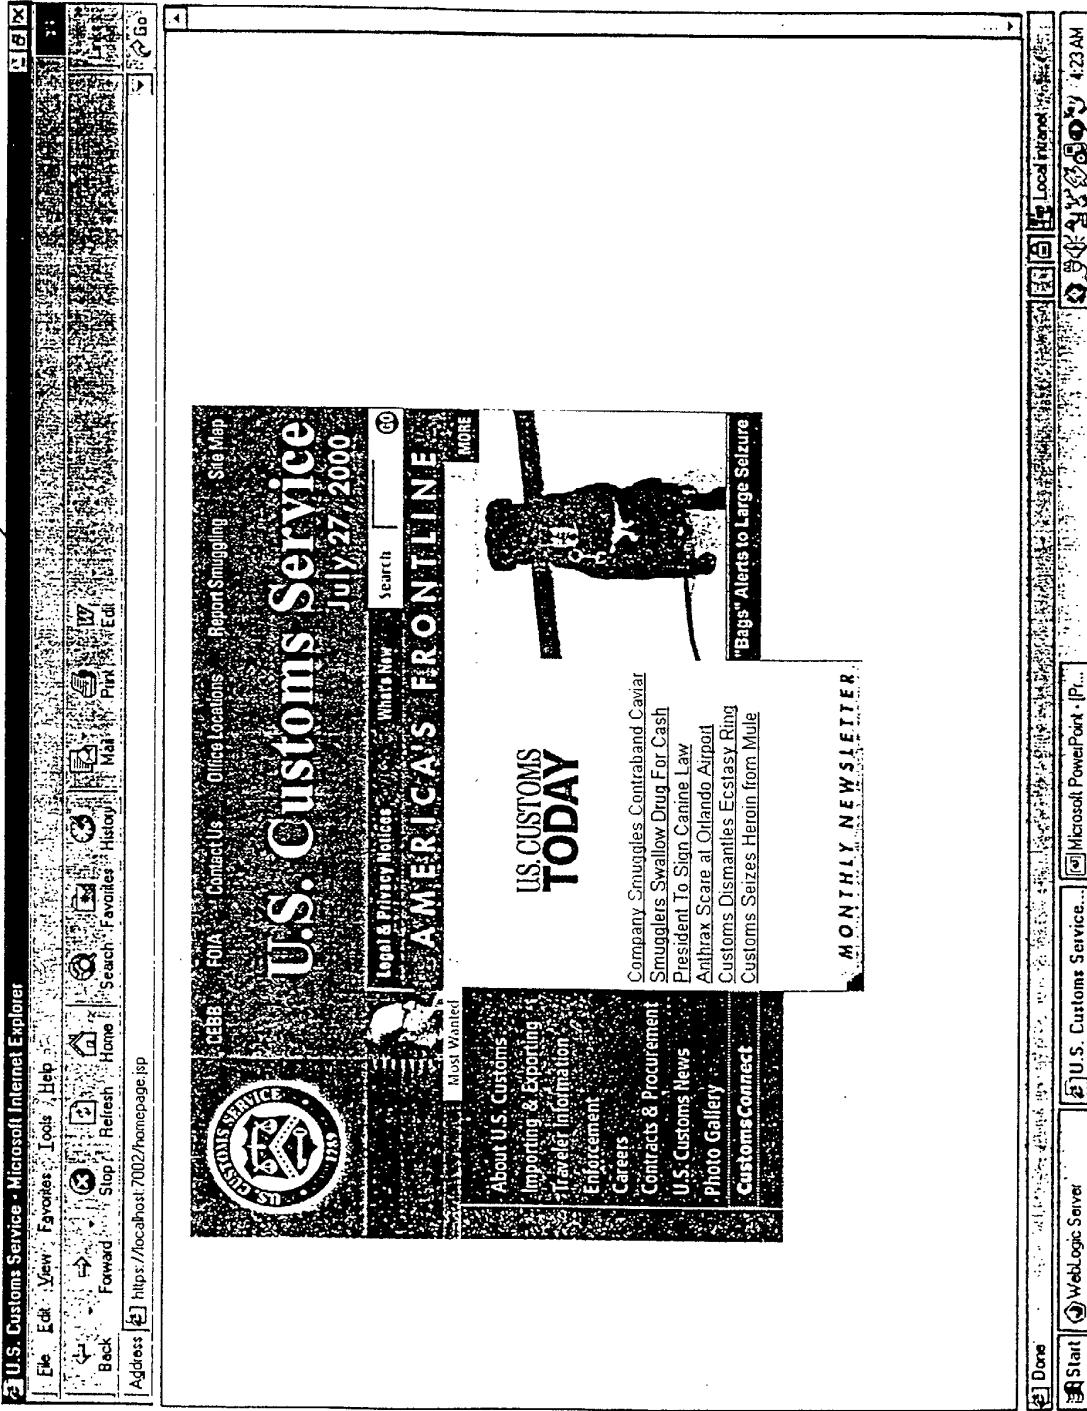 U.S. Customs Service - Microsoft Internet Explorer
File Edit View Favorites Tools Help
Back Forward Stop Refresh Home Search Favorites History Mail Print Edit
Address https://localhost:7002/homepage.jsp Go
Links
CEBB FOIA Contact Us Office Locations Report Smuggling Site Map
U.S. Customs Service
July 27, 2000
U.S. CUSTOMS SERVICE
1789
Legal & Privacy Notices What's New Search GO
AMERICA'S FRONTLINE
Most Wanted
MORE
About U.S. Customs
Importing & Exporting
Traveler Information
Enforcement
Careers
Contracts & Procurement
U.S. Customs News
Photo Gallery
CustomsConnect
U.S. CUSTOMS
TODAY
Company Smuggles Contraband Caviar
Smugglers Swallow Drug For Cash
President To Sign Canine Law
Anthrax Scare at Orlando Airport
Customs Dismantles Ecstasy Ring
Customs Seizes Heroin from Mule
MONTHLY NEWSLETTER
"Bags" Alerts to Large Seizure
Done Local intranet
Start WebLogic Server U.S. Customs Service... Microsoft PowerPoint - [Pr... 4:23 AM